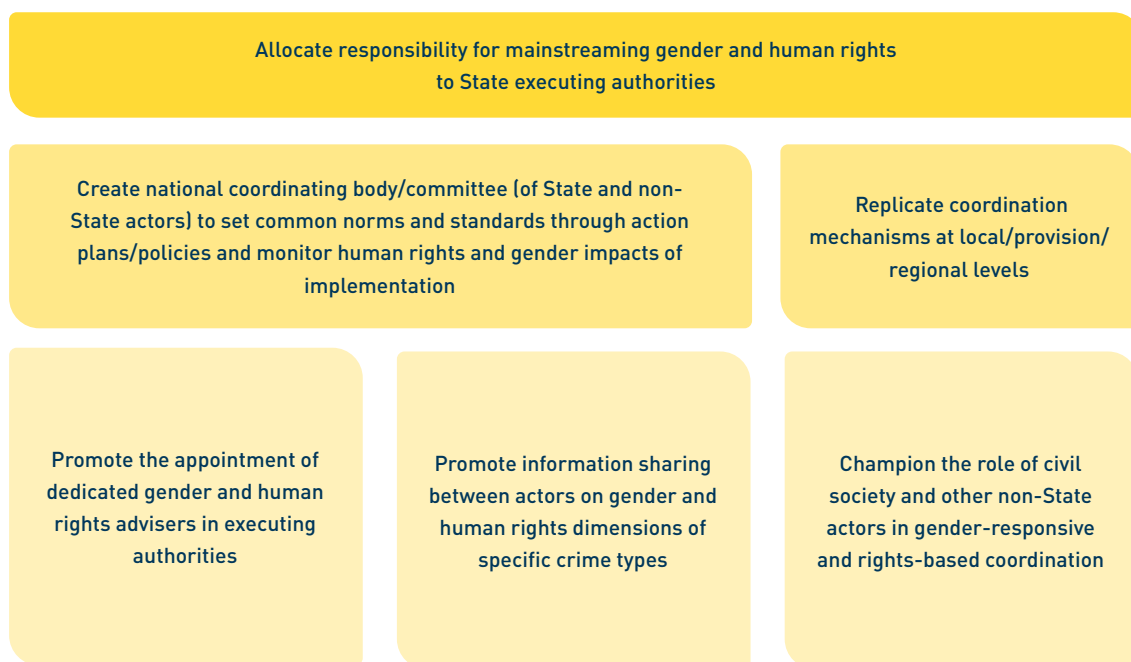 Allocate responsibility for mainstreaming gender and human rights
to State executing authorities
Create national coordinating body/committee (of State and non-
State actors) to set common norms and standards through action
plans/policies and monitor human rights and gender impacts of
implementation
Replicate coordination
mechanisms at local/provision/
regional levels
Promote the appointment of
dedicated gender and human
rights advisers in executing
authorities
Promote information sharing
between actors on gender and
human rights dimensions of
specific crime types
Champion the role of civil
society and other non-State
actors in gender-responsive
and rights-based coordination